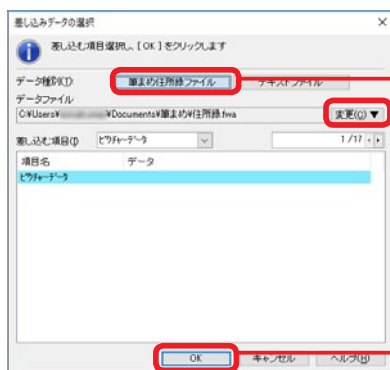 差し込みデータの選択
差し込む項目選択し、[OK]をクリックします
データ種別(T) 筆まめ住所録ファイル テキストファイル
データファイル
C:¥Users¥ ¥Documents¥筆まめ¥住所録.fwa 変更(C)▼
差し込む項目(I) ピクチャーデータ 1/17
項目名 データ
ピクチャーデータ
OK キャンセル ヘルプ(H)